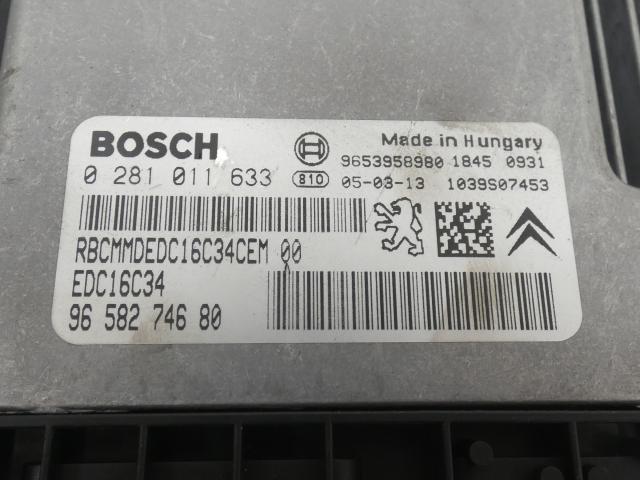 BOSCH
Made in Hungary
9653958980 1845 0931
0 281 011 633
810
05-03-13 1039S07453
RBCMMDEDC16C34CEM 00
EDC16C34
96 582 746 80